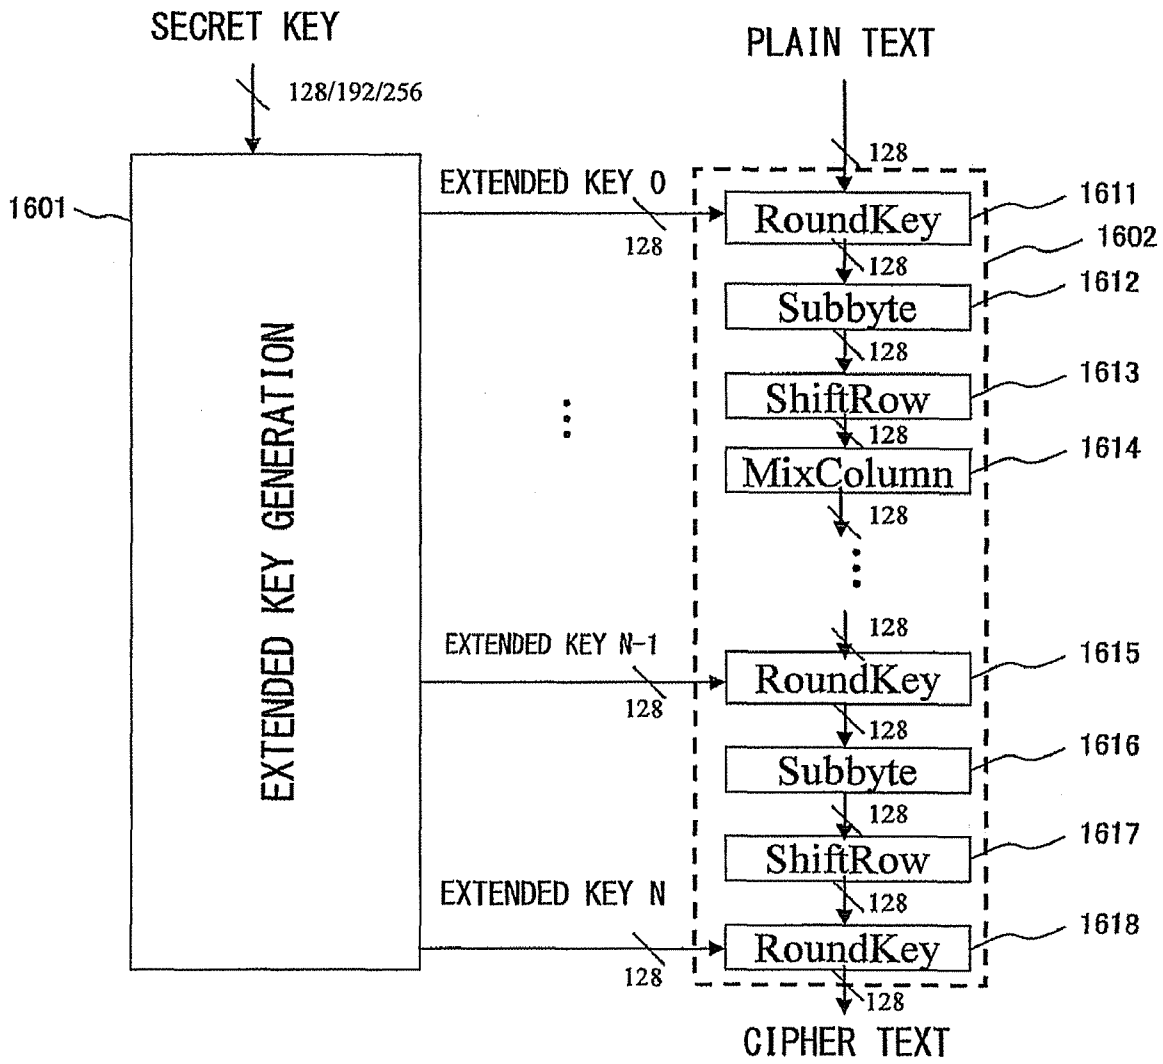 SECRET KEY
128/192/256
PLAIN TEXT
128
1601
EXTENDED KEY GENERATION
EXTENDED KEY 0
128
RoundKey
1611
1602
128
Subbyte
1612
128
ShiftRow
1613
128
MixColumn
1614
128
128
EXTENDED KEY N-1
128
RoundKey
1615
128
Subbyte
1616
128
ShiftRow
1617
128
EXTENDED KEY N
128
RoundKey
1618
128
CIPHER TEXT